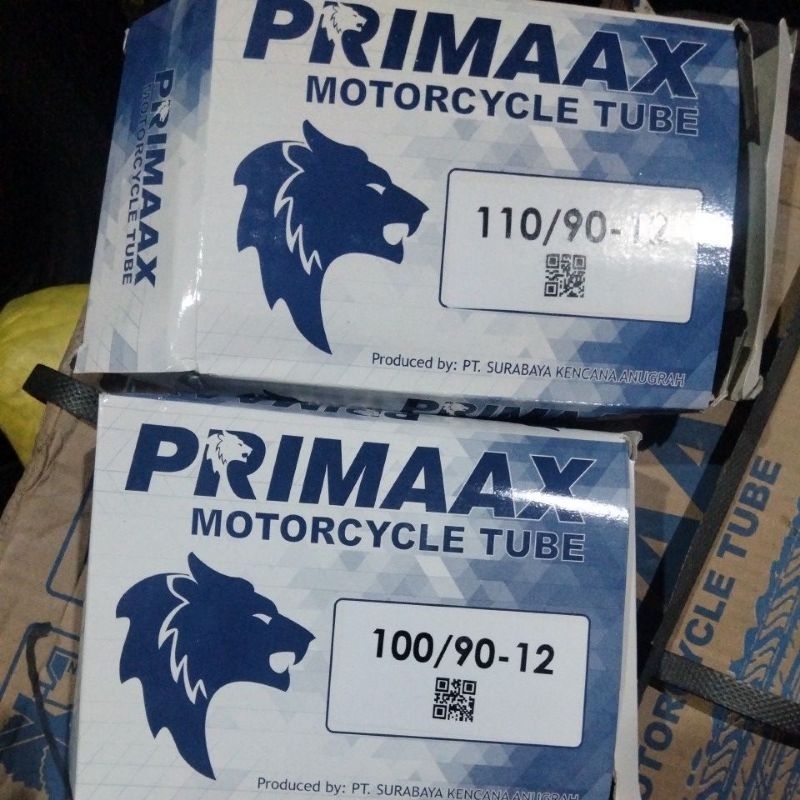 PRIMAAX
MOTORCYCLE TUBE
PRIMAAX
MOTORCYCLE TUBE
110/90-12
Produced by: PT. SURABAYA KENCANA ANUGRAH
PRIMAAX
MOTORCYCLE TUBE
100/90-12
Produced by: PT. SURABAYA KENCANA ANUGRAH
MOTORCYCLE TUBE